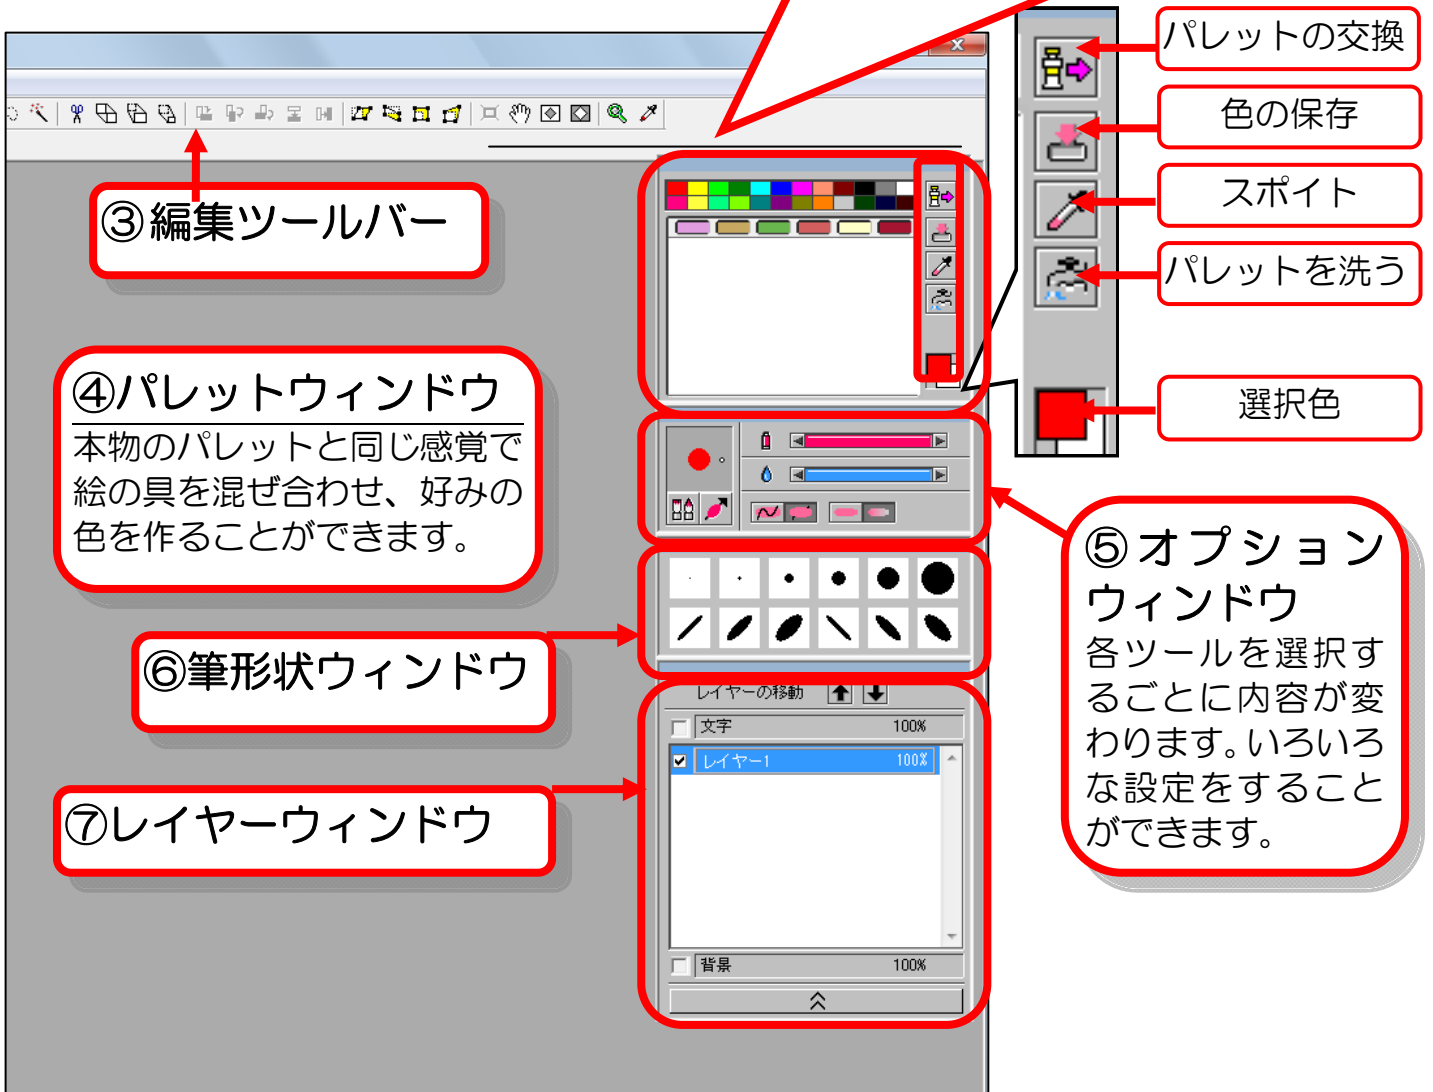 パレットの交換
色の保存
スポイト
パレットを洗う
選択色
③編集ツールバー
④パレットウィンドウ
本物のパレットと同じ感覚で
絵の具を混ぜ合わせ、好みの
色を作ることができます。
⑤オプション
ウィンドウ
各ツールを選択す
るごとに内容が変
わります。いろいろ
な設定をすること
ができます。
⑥筆形状ウィンドウ
⑦レイヤーウィンドウ
レイヤーの移動
文字 100%
レイヤー1 100%
背景 100%